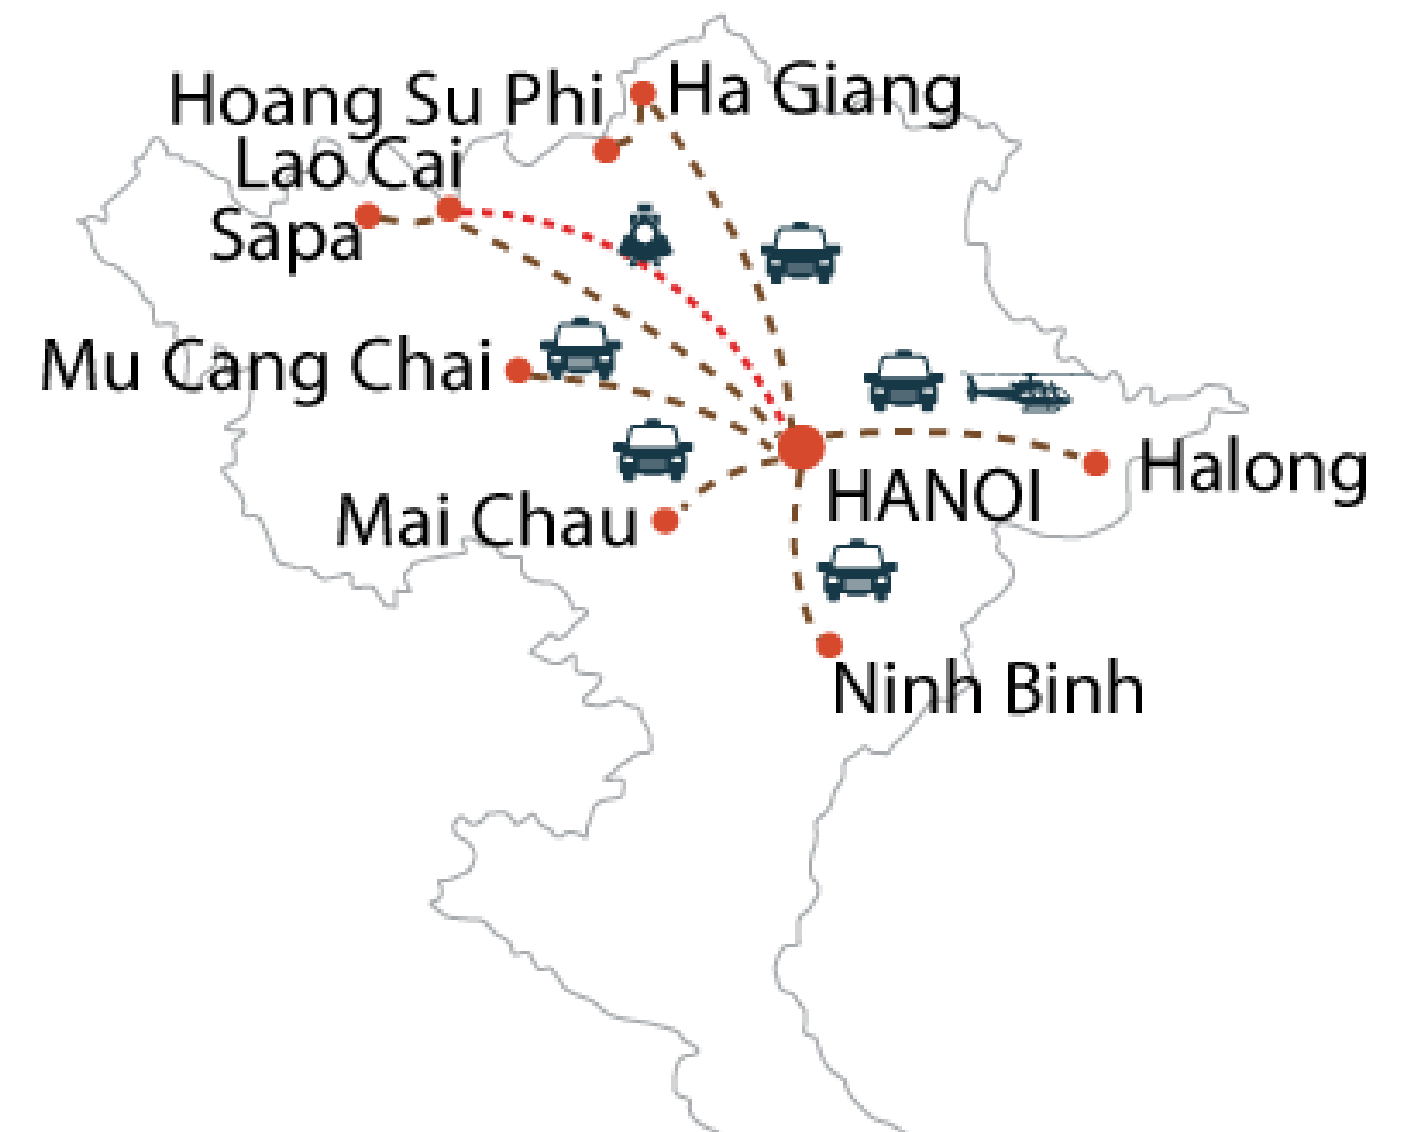 Hoang Su Phi
Ha Giang
Lao Cai
Sapa
Mu Cang Chai
Halong
HANOI
Mai Chau
Ninh Binh